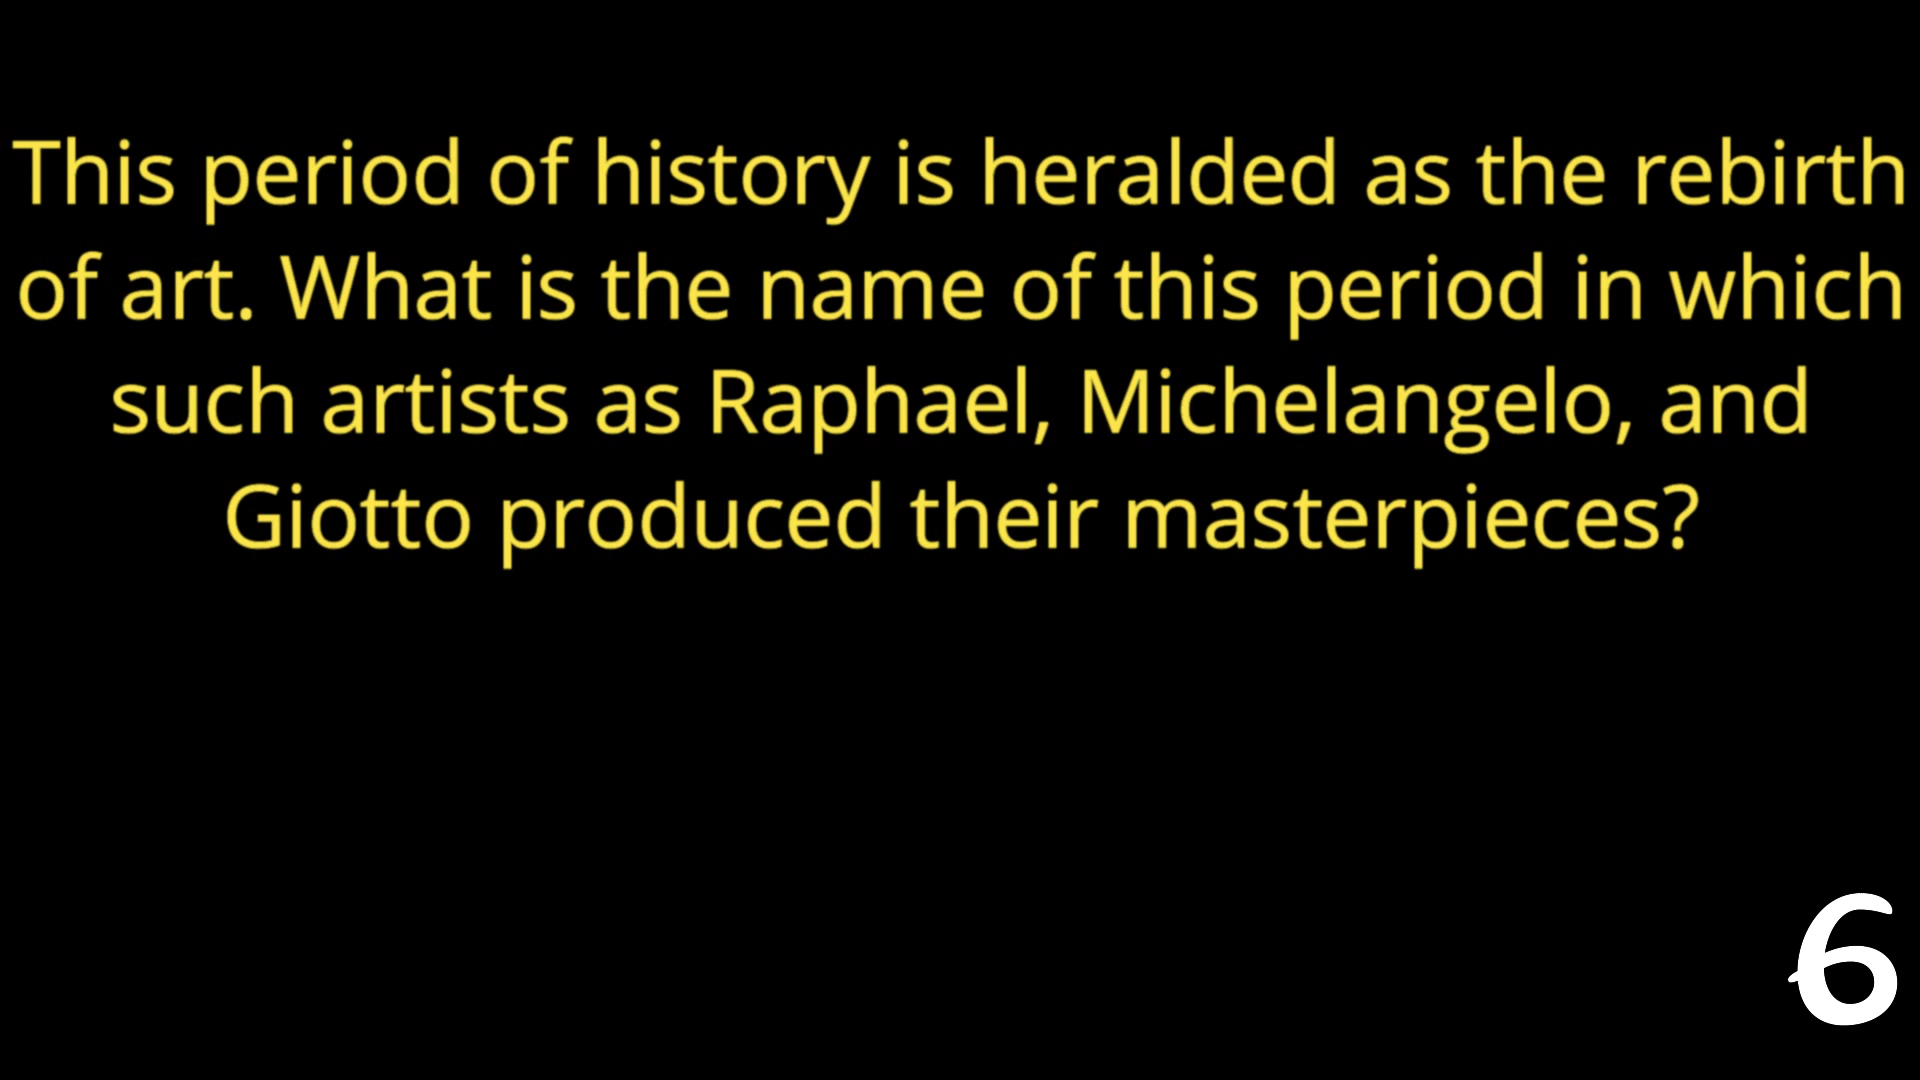 This period of history is heralded as the rebirth
of art. What is the name of this period in which
such artists as Raphael, Michelangelo, and
Giotto produced their masterpieces?
6